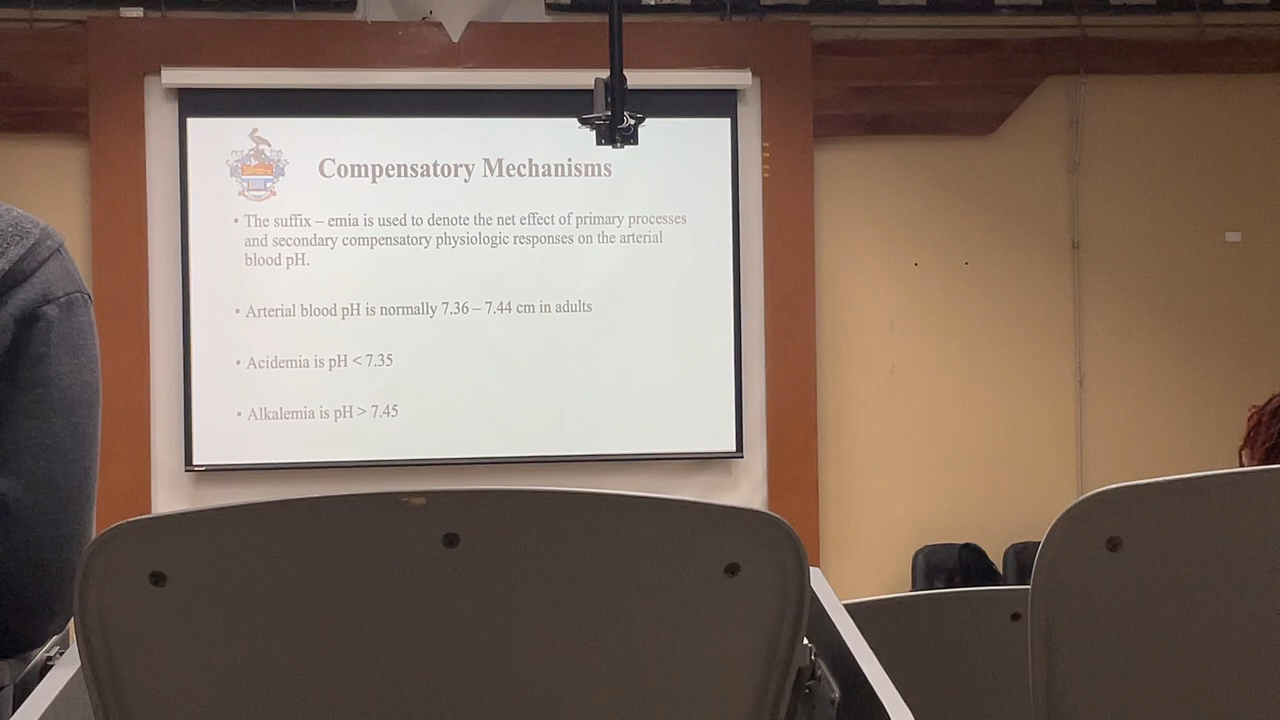 Compensatory Mechanisms
• The suffix – emia is used to denote the net effect of primary processes
and secondary compensatory physiologic responses on the arterial
blood pH.
• Arterial blood pH is normally 7.36 – 7.44 cm in adults
• Acidemia is pH < 7.35
• Alkalemia is pH > 7.45